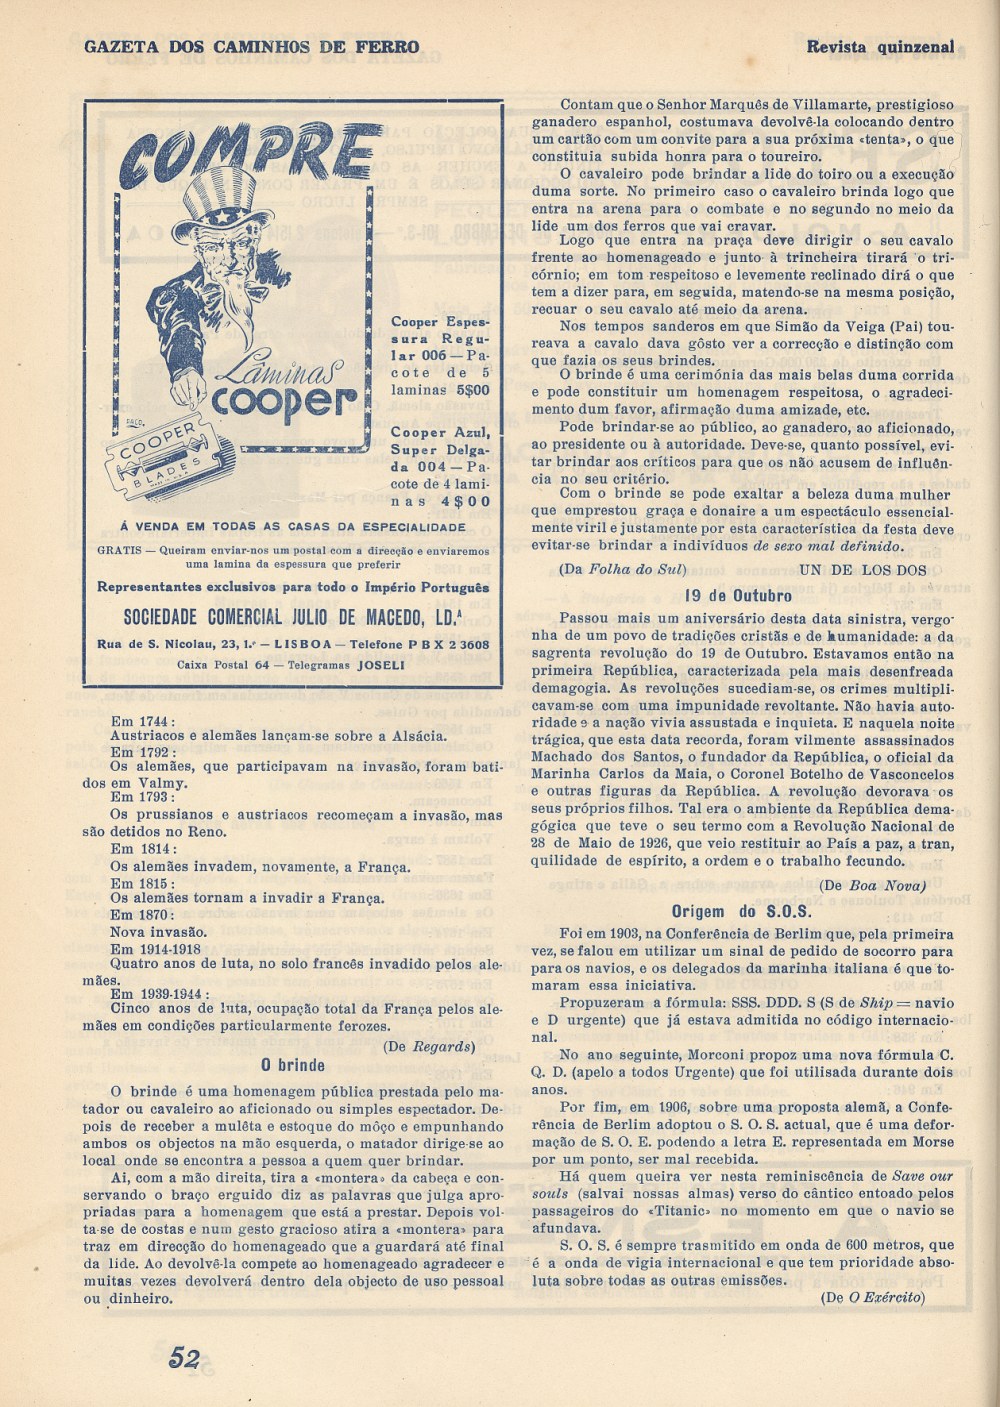 GAZETA DOS CAMINHOS DE FERRO
Revista quinzenal
COMPRE
Lâminas
cooper
PACO.
COOPER
BLADES
Cooper Espes-
sura Regu-
lar 006 — Pa-
cote de 5
laminas 5$00
Cooper Azul,
Super Delga-
da 004 — Pa-
cote de 4 lami-
nas 4$00
Á VENDA EM TODAS AS CASAS DA ESPECIALIDADE
GRATIS — Queiram enviar-nos um postal com a direcção e enviaremos
uma lamina da espessura que preferir
Representantes exclusivos para todo o Império Português
SOCIEDADE COMERCIAL JULIO DE MACEDO, LD.ᴬ
Rua de S. Nicolau, 23, 1.º — LISBOA — Telefone P B X 2 3608
Caixa Postal 64 — Telegramas JOSELI
Em 1744 :
Austriacos e alemães lançam-se sobre a Alsácia.
Em 1792 :
Os alemães, que participavam na invasão, foram bati-
dos em Valmy.
Em 1793 :
Os prussianos e austriacos recomeçam a invasão, mas
são detidos no Reno.
Em 1814 :
Os alemães invadem, novamente, a França.
Em 1815 :
Os alemães tornam a invadir a França.
Em 1870 :
Nova invasão.
Em 1914-1918
Quatro anos de luta, no solo francês invadido pelos ale-
mães.
Em 1939-1944 :
Cinco anos de luta, ocupação total da França pelos ale-
mães em condições particularmente ferozes.
(De Regards)
O brinde
O brinde é uma homenagem pública prestada pelo ma-
tador ou cavaleiro ao aficionado ou simples espectador. De-
pois de receber a mulêta e estoque do môço e empunhando
ambos os objectos na mão esquerda, o matador dirige-se ao
local onde se encontra a pessoa a quem quer brindar.
Ai, com a mão direita, tira a «montera» da cabeça e con-
servando o braço erguido diz as palavras que julga apro-
priadas para a homenagem que está a prestar. Depois vol-
ta-se de costas e num gesto gracioso atira a «montera» para
traz em direcção do homenageado que a guardará até final
da lide. Ao devolvê-la compete ao homenageado agradecer e
muitas vezes devolverá dentro dela objecto de uso pessoal
ou dinheiro.
Contam que o Senhor Marquês de Villamarte, prestigioso
ganadero espanhol, costumava devolvê-la colocando dentro
um cartão com um convite para a sua próxima «tenta», o que
constituia subida honra para o toureiro.
O cavaleiro pode brindar a lide do toiro ou a execução
duma sorte. No primeiro caso o cavaleiro brinda logo que
entra na arena para o combate e no segundo no meio da
lide um dos ferros que vai cravar.
Logo que entra na praça deve dirigir o seu cavalo
frente ao homenageado e junto à trincheira tirará o tri-
córnio; em tom respeitoso e levemente reclinado dirá o que
tem a dizer para, em seguida, matendo-se na mesma posição,
recuar o seu cavalo até meio da arena.
Nos tempos sanderos em que Simão da Veiga (Pai) tou-
reava a cavalo dava gôsto ver a correcção e distinção com
que fazia os seus brindes.
O brinde é uma cerimónia das mais belas duma corrida
e pode constituir um homenagem respeitosa, o agradeci-
mento dum favor, afirmação duma amizade, etc.
Pode brindar-se ao público, ao ganadero, ao aficionado,
ao presidente ou à autoridade. Deve-se, quanto possível, evi-
tar brindar aos críticos para que os não acusem de influên-
cia no seu critério.
Com o brinde se pode exaltar a beleza duma mulher
que emprestou graça e donaire a um espectáculo essencial-
mente viril e justamente por esta característica da festa deve
evitar-se brindar a indivíduos de sexo mal definido.
(Da Folha do Sul) UN DE LOS DOS
19 de Outubro
Passou mais um aniversário desta data sinistra, vergo-
nha de um povo de tradições cristãs e de humanidade: a da
sagrenta revolução do 19 de Outubro. Estavamos então na
primeira República, caracterizada pela mais desenfreada
demagogia. As revoluções sucediam-se, os crimes multipli-
cavam-se com uma impunidade revoltante. Não havia auto-
ridade e a nação vivia assustada e inquieta. E naquela noite
trágica, que esta data recorda, foram vilmente assassinados
Machado dos Santos, o fundador da República, o oficial da
Marinha Carlos da Maia, o Coronel Botelho de Vasconcelos
e outras figuras da República. A revolução devorava os
seus próprios filhos. Tal era o ambiente da República dema-
gógica que teve o seu termo com a Revolução Nacional de
28 de Maio de 1926, que veio restituir ao País a paz, a tran,
quilidade de espírito, a ordem e o trabalho fecundo.
(De Boa Nova)
Origem do S.O.S.
Foi em 1903, na Conferência de Berlim que, pela primeira
vez, se falou em utilizar um sinal de pedido de socorro para
para os navios, e os delegados da marinha italiana é que to-
maram essa iniciativa.
Propuzeram a fórmula: SSS. DDD. S (S de Ship = navio
e D urgente) que já estava admitida no código internacio-
nal.
No ano seguinte, Morconi propoz uma nova fórmula C.
Q. D. (apelo a todos Urgente) que foi utilisada durante dois
anos.
Por fim, em 1906, sobre uma proposta alemã, a Confe-
rência de Berlim adoptou o S. O. S. actual, que é uma defor-
mação de S. O. E. podendo a letra E. representada em Morse
por um ponto, ser mal recebida.
Há quem queira ver nesta reminiscência de Save our
souls (salvai nossas almas) verso do cântico entoado pelos
passageiros do «Titanic» no momento em que o navio se
afundava.
S. O. S. é sempre trasmitido em onda de 600 metros, que
é a onda de vigia internacional e que tem prioridade abso-
luta sobre todas as outras emissões.
(De O Exército)
52